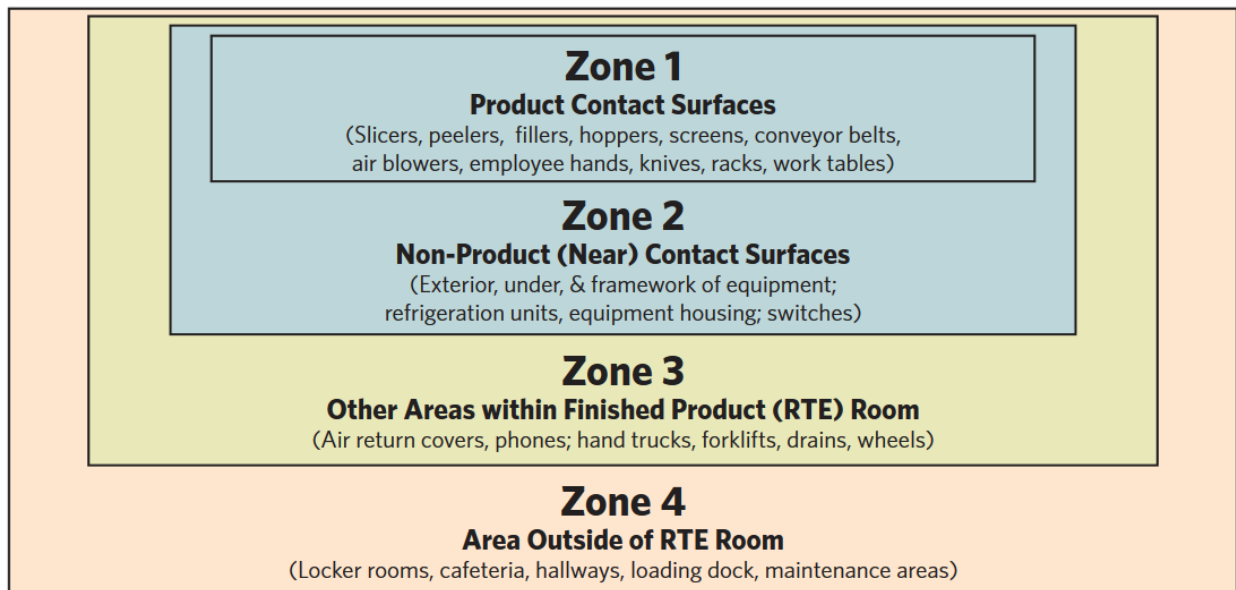 Zone 1
Product Contact Surfaces
(Slicers, peelers, fillers, hoppers, screens, conveyor belts,
air blowers, employee hands, knives, racks, work tables)
Zone 2
Non-Product (Near) Contact Surfaces
(Exterior, under, & framework of equipment;
refrigeration units, equipment housing; switches)
Zone 3
Other Areas within Finished Product (RTE) Room
(Air return covers, phones; hand trucks, forklifts, drains, wheels)
Zone 4
Area Outside of RTE Room
(Locker rooms, cafeteria, hallways, loading dock, maintenance areas)